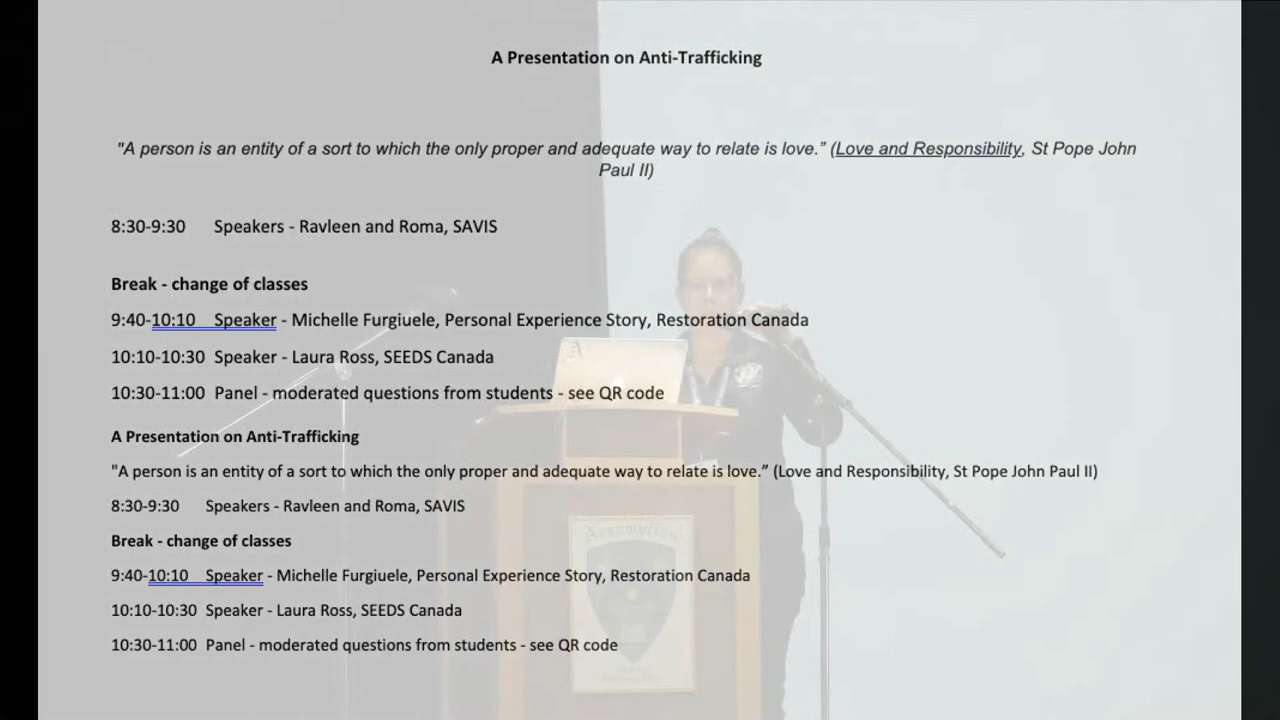 A Presentation on Anti-Trafficking
"A person is an entity of a sort to which the only proper and adequate way to relate is love.” (Love and Responsibility, St Pope John
Paul II)
8:30-9:30 Speakers - Ravleen and Roma, SAVIS
Break - change of classes
9:40-10:10 Speaker - Michelle Furgiuele, Personal Experience Story, Restoration Canada
10:10-10:30 Speaker - Laura Ross, SEEDS Canada
10:30-11:00 Panel - moderated questions from students - see QR code
A Presentation on Anti-Trafficking
"A person is an entity of a sort to which the only proper and adequate way to relate is love.” (Love and Responsibility, St Pope John Paul II)
8:30-9:30 Speakers - Ravleen and Roma, SAVIS
Break - change of classes
9:40-10:10 Speaker - Michelle Furgiuele, Personal Experience Story, Restoration Canada
10:10-10:30 Speaker - Laura Ross, SEEDS Canada
10:30-11:00 Panel - moderated questions from students - see QR code
Assumption